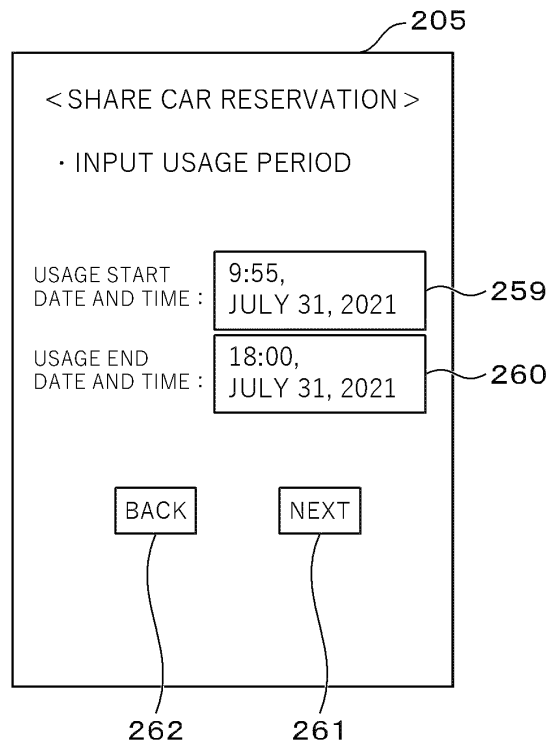 205
<SHARE CAR RESERVATION>
・INPUT USAGE PERIOD
USAGE START
DATE AND TIME :
9:55,
JULY 31, 2021
259
USAGE END
DATE AND TIME :
18:00,
JULY 31, 2021
260
BACK
NEXT
262
261